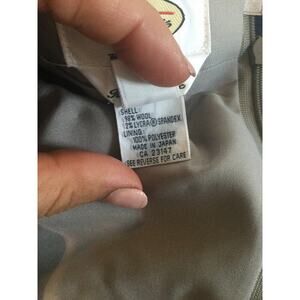 SHELL:
98% WOOL
2% LYCRA® SPANDEX
LINING:
100% POLYESTER
MADE IN JAPAN
CA 23147
SEE REVERSE FOR CARE